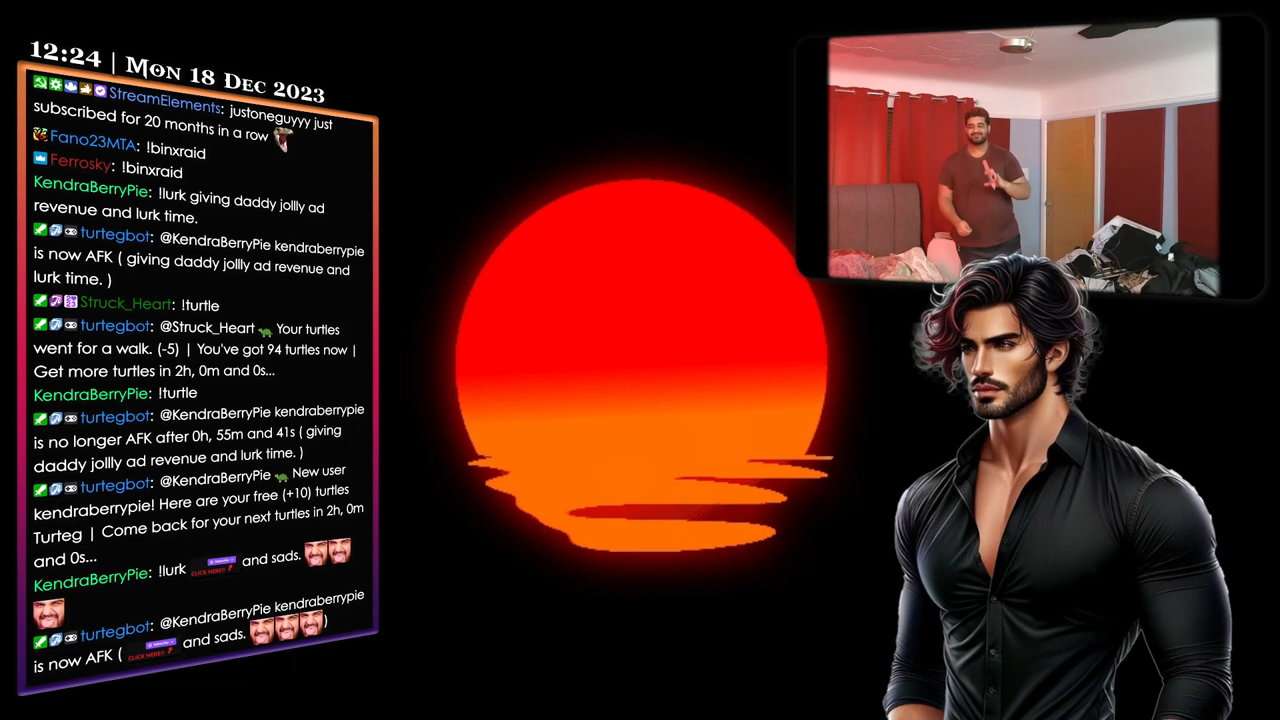 12:24 | Mon 18 Dec 2023
StreamElements: justoneguyyy just
subscribed for 20 months in a row
Fano23MTA: !binxraid
Ferrosky: !binxraid
KendraBerryPie: !lurk giving daddy jollly ad
revenue and lurk time.
turtegbot: @KendraBerryPie kendraberrypie
is now AFK ( giving daddy jollly ad revenue and
lurk time. )
Struck_Heart: !turtle
turtegbot: @Struck_Heart Your turtles
went for a walk. (-5) | You've got 94 turtles now |
Get more turtles in 2h, 0m and 0s...
KendraBerryPie: !turtle
turtegbot: @KendraBerryPie kendraberrypie
is no longer AFK after 0h, 55m and 41s ( giving
daddy jollly ad revenue and lurk time. )
turtegbot: @KendraBerryPie New user
kendraberrypie! Here are your free (+10) turtles
Turteg | Come back for your next turtles in 2h, 0m
and 0s...
KendraBerryPie: !lurk CLICK HERE!! and sads.
turtegbot: @KendraBerryPie kendraberrypie
is now AFK ( CLICK HERE!! and sads. )